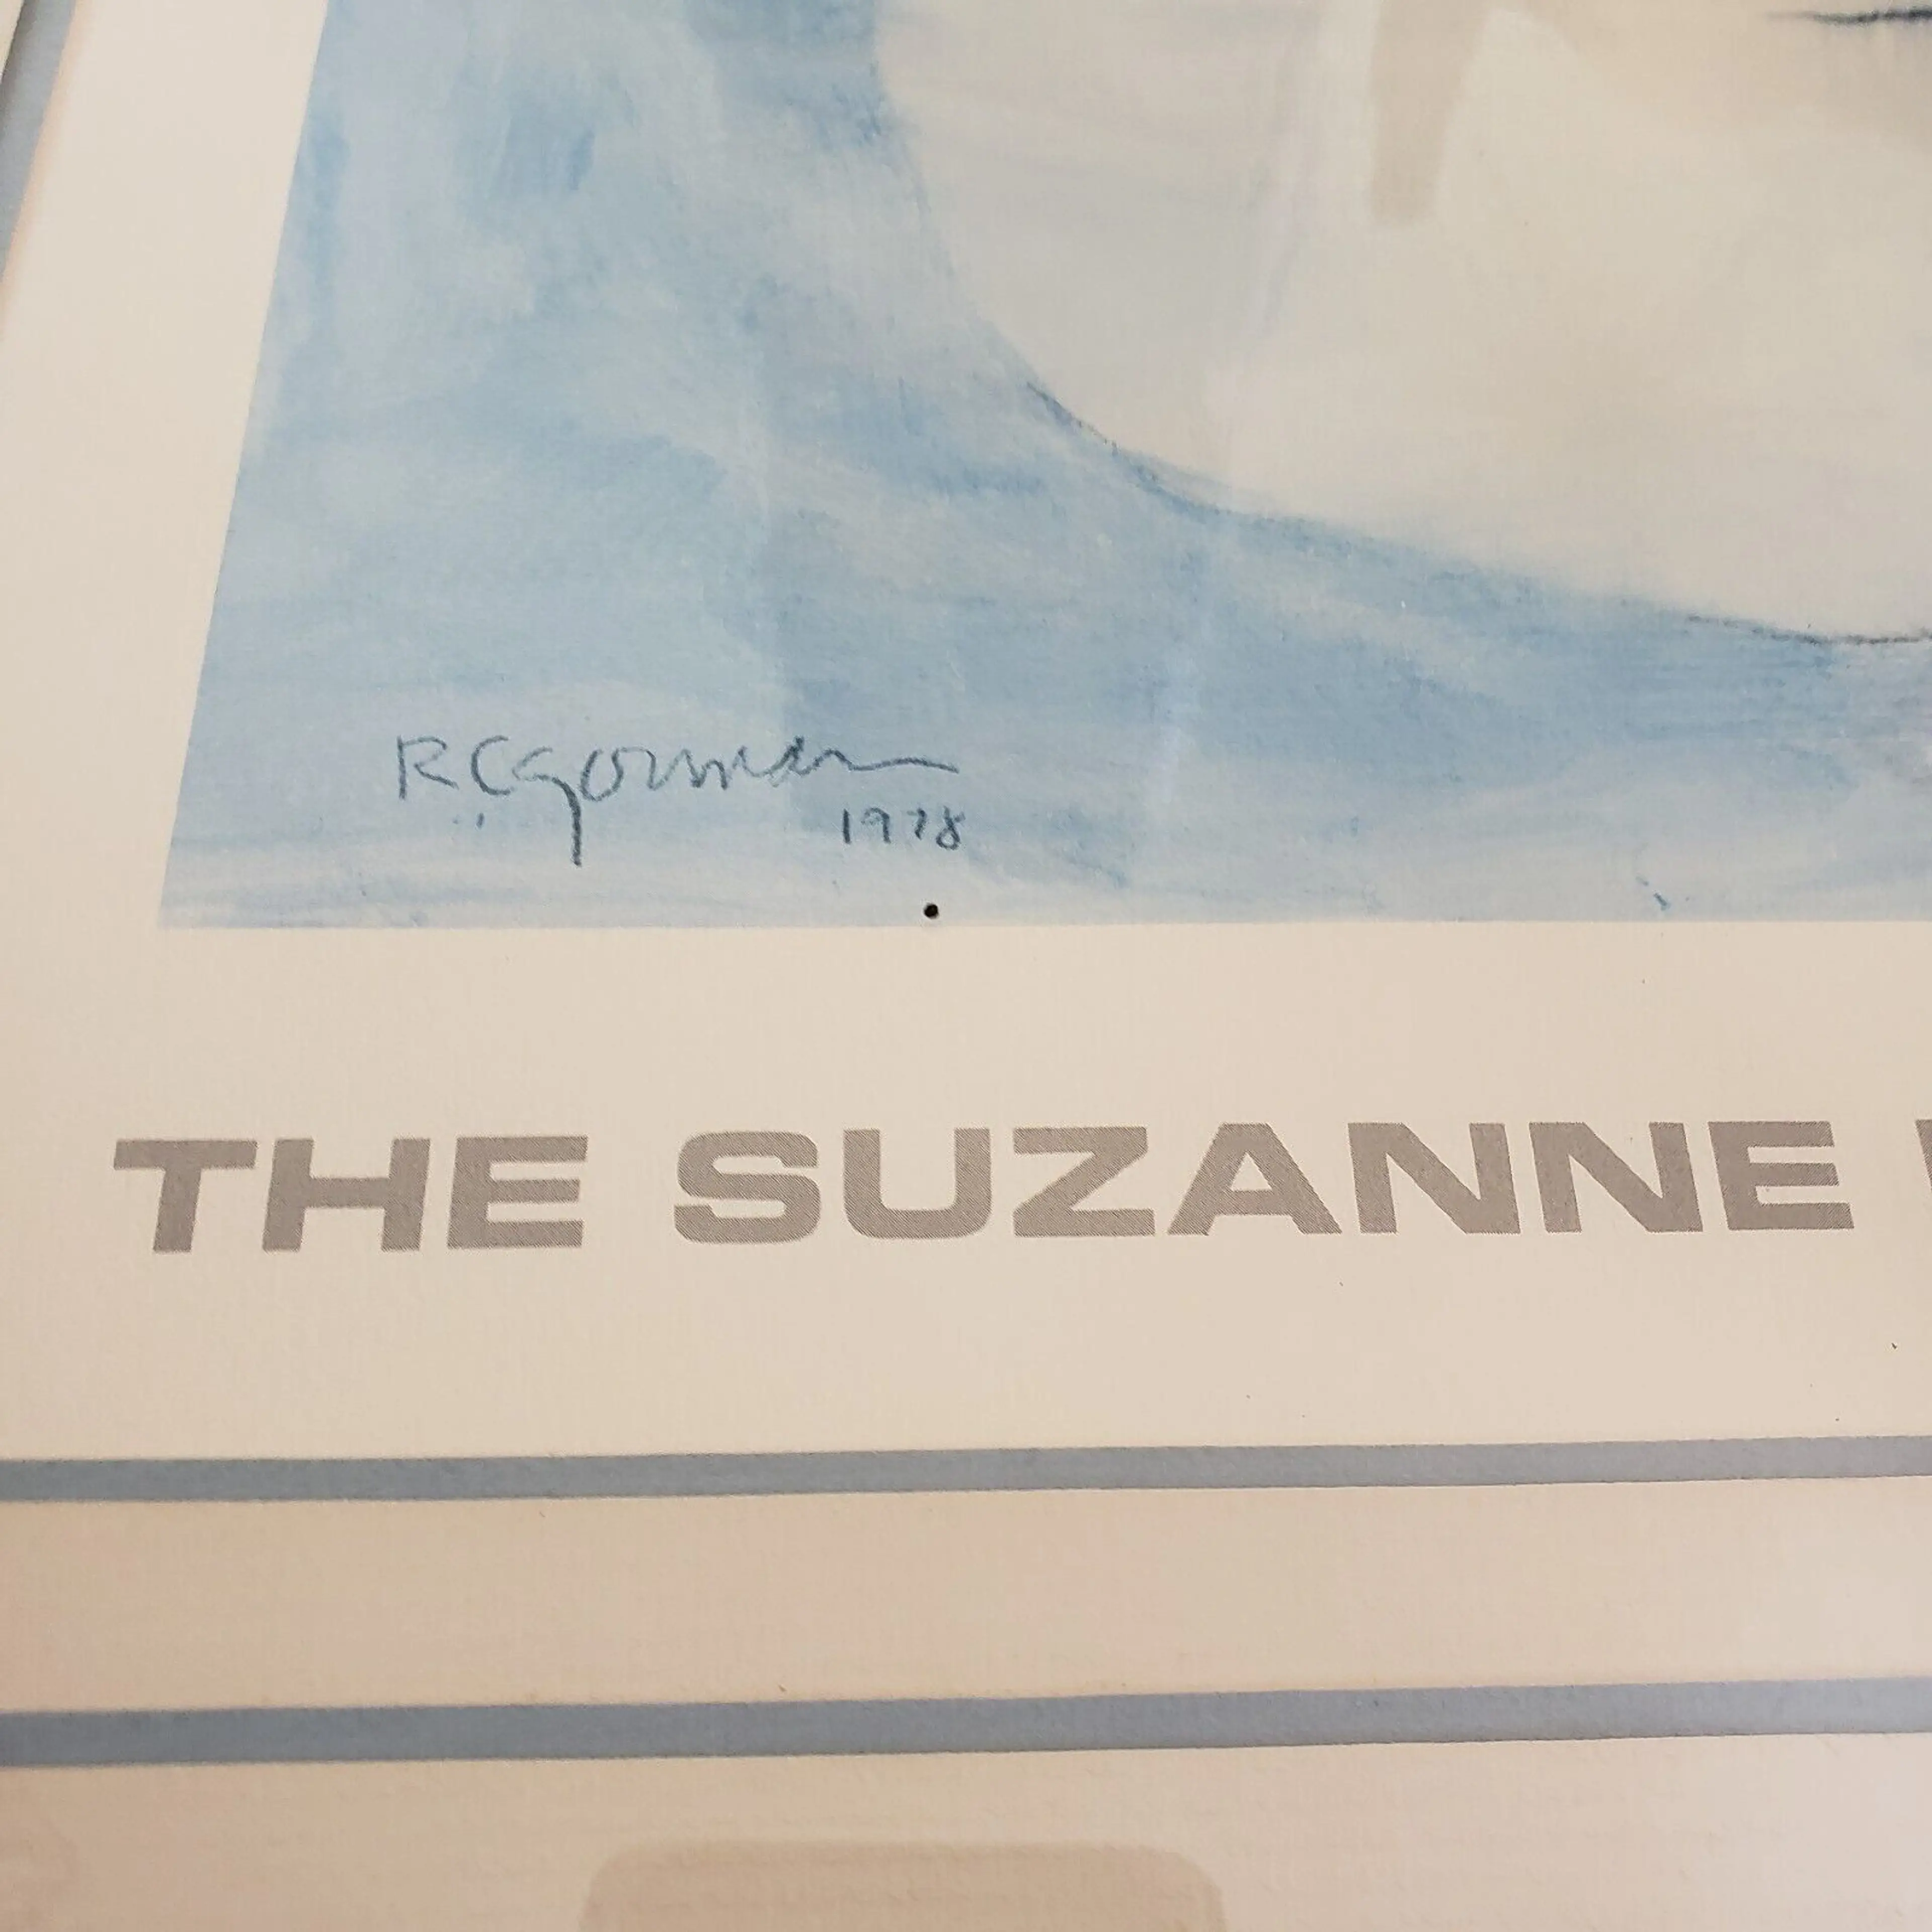 RCGorman
1978
THE SUZANNE